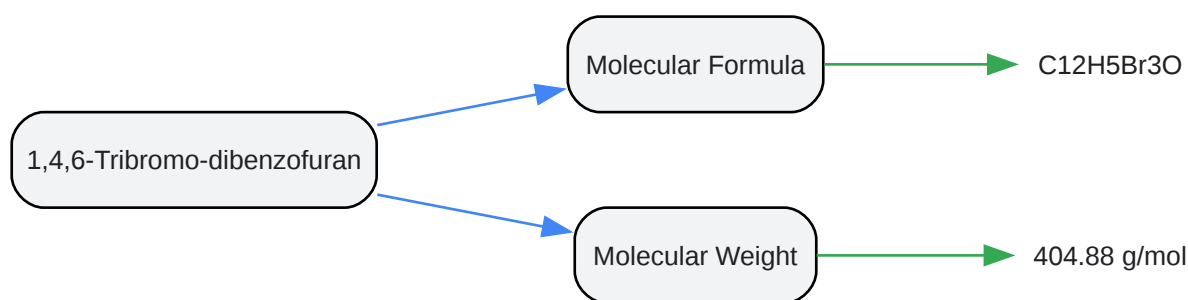 Molecular Formula
C12H5Br3O
1,4,6-Tribromo-dibenzofuran
Molecular Weight
404.88 g/mol